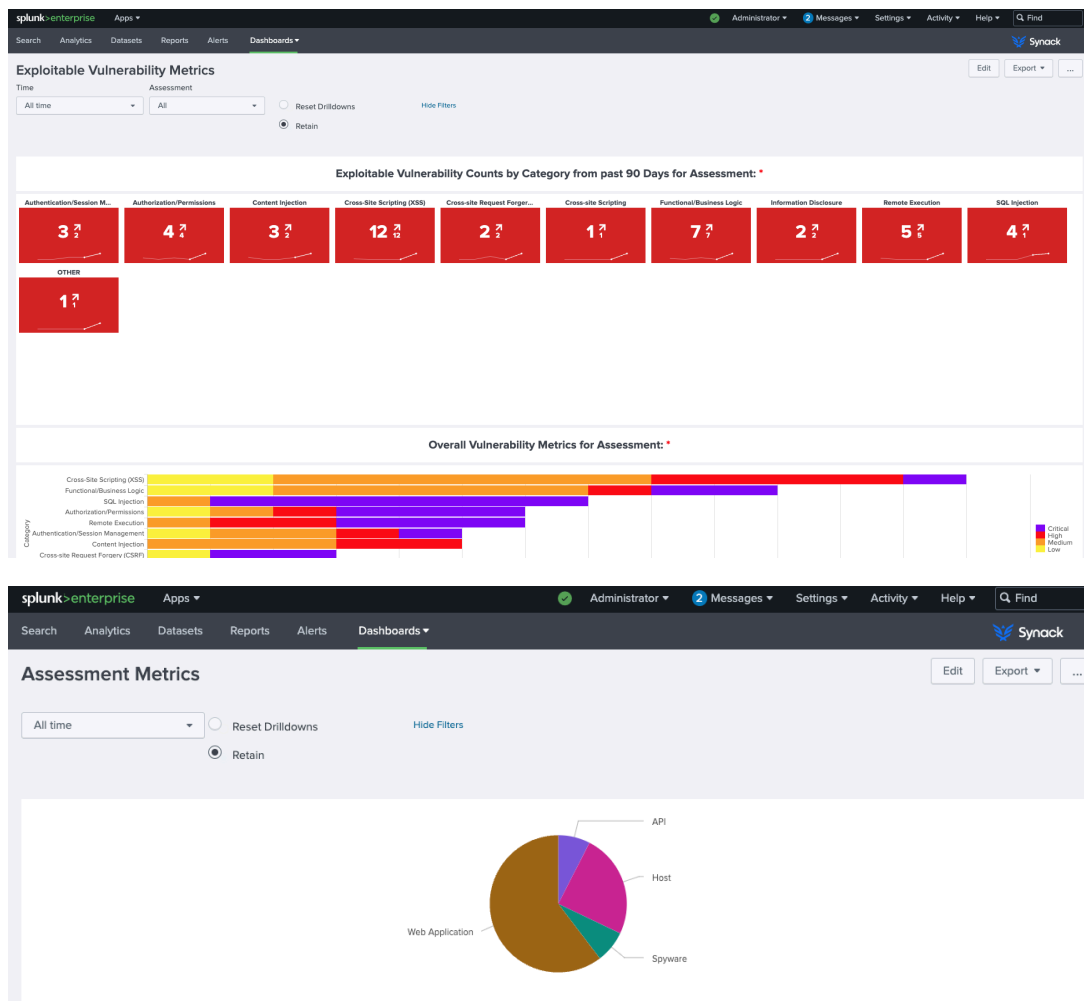 splunk>enterprise Apps ▾ Administrator ▾ 2 Messages ▾ Settings ▾ Activity ▾ Help ▾ Find
Search Analytics Datasets Reports Alerts Dashboards ▾ Synack
Exploitable Vulnerability Metrics Edit Export ▾ ...
Time Assessment
All time All Reset Drilldowns Hide Filters
Retain
Exploitable Vulnerability Counts by Category from past 90 Days for Assessment: *
Authentication/Session M... Authorization/Permissions Content Injection Cross-Site Scripting (XSS) Cross-site Request Forger... Cross-site Scripting Functional/Business Logic Information Disclosure Remote Execution SQL Injection
3 2 4 4 3 2 12 12 2 2 1 1 7 7 2 2 5 5 4 1
OTHER
1 1
Overall Vulnerability Metrics for Assessment: *
Category
Cross-Site Scripting (XSS)
Functional/Business Logic
SQL Injection
Authorization/Permissions
Remote Execution
Authentication/Session Management
Content Injection
Cross-site Request Forgery (CSRF)
Critical
High
Medium
Low
splunk>enterprise Apps ▾ Administrator ▾ 2 Messages ▾ Settings ▾ Activity ▾ Help ▾ Find
Search Analytics Datasets Reports Alerts Dashboards ▾ Synack
Assessment Metrics Edit Export ▾ ...
All time Reset Drilldowns Hide Filters
Retain
API
Host
Web Application
Spyware